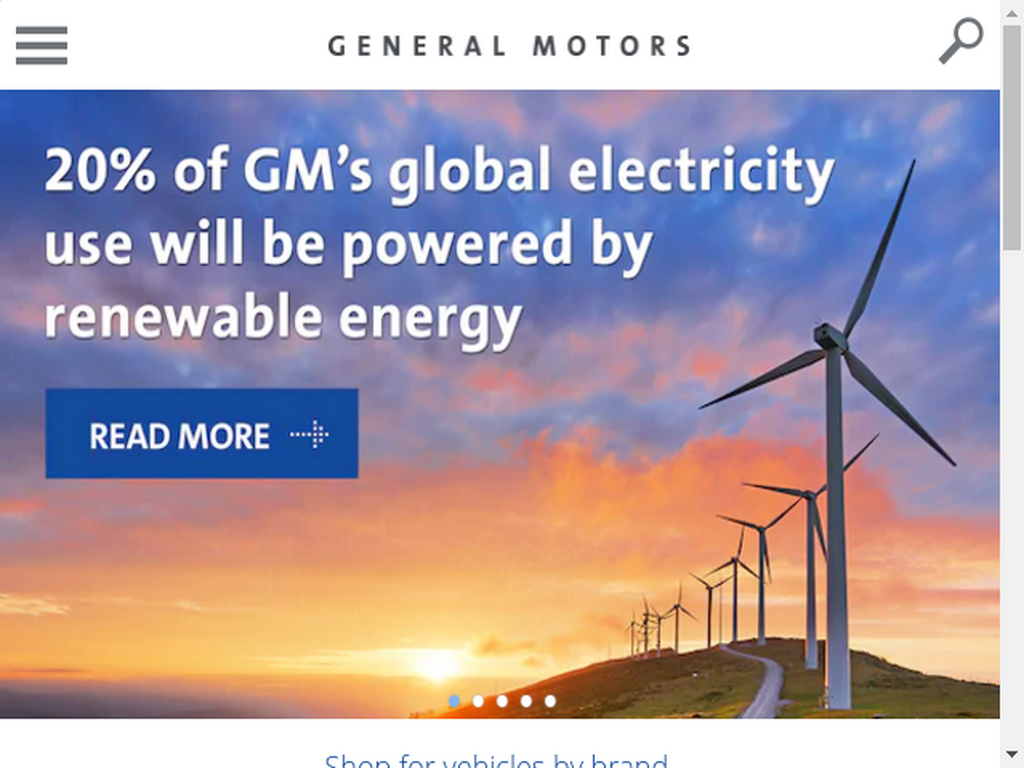 GENERAL MOTORS
20% of GM’s global electricity
use will be powered by
renewable energy
READ MORE
Shop for vehicles by brand